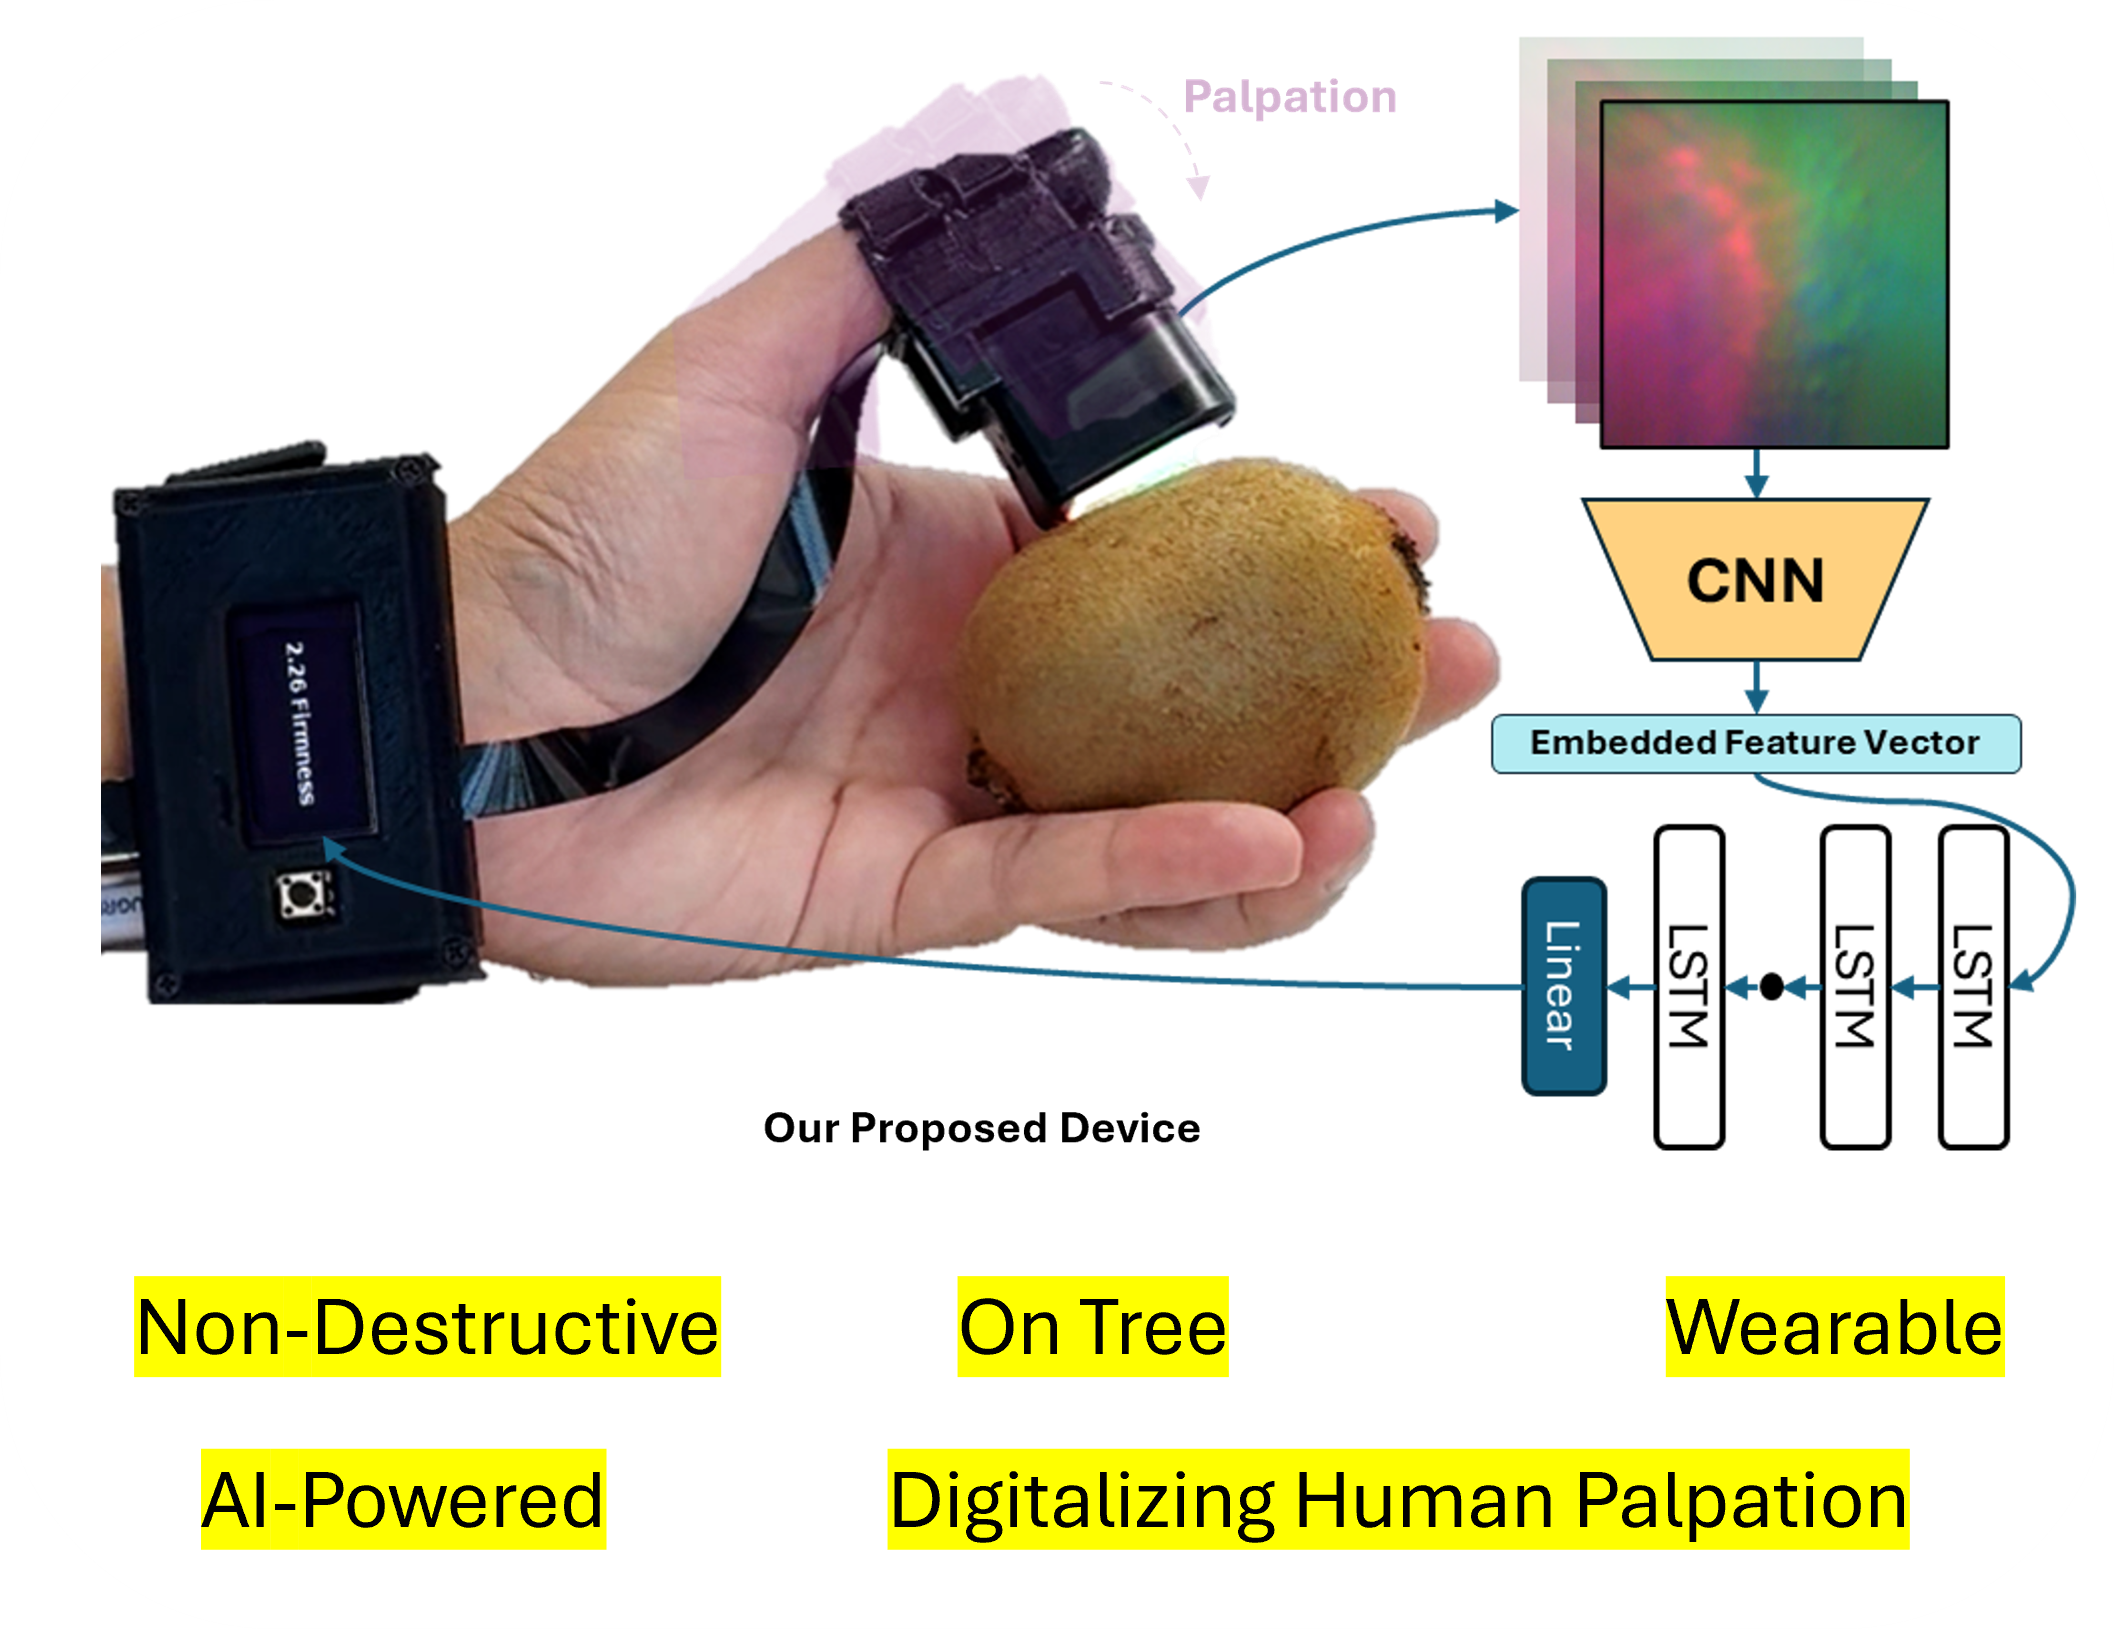 Palpation
CNN
Embedded Feature Vector
2.26 Firmness
Linear
LSTM
LSTM
LSTM
Our Proposed Device
Non-Destructive
On Tree
Wearable
AI-Powered
Digitalizing Human Palpation